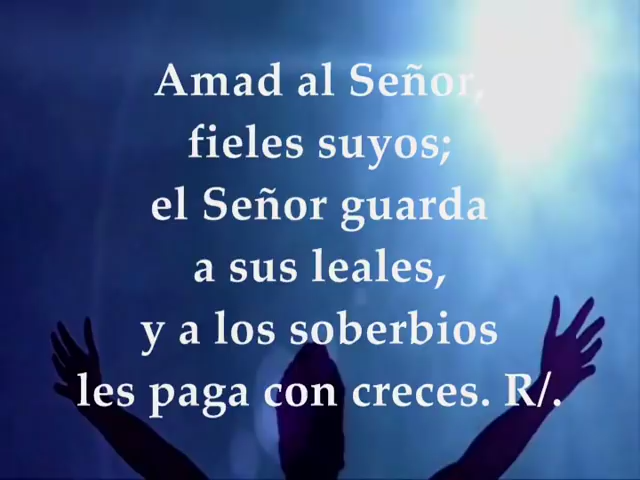 Amad al Señor,
fieles suyos;
el Señor guarda
a sus leales,
y a los soberbios
les paga con creces. R/.